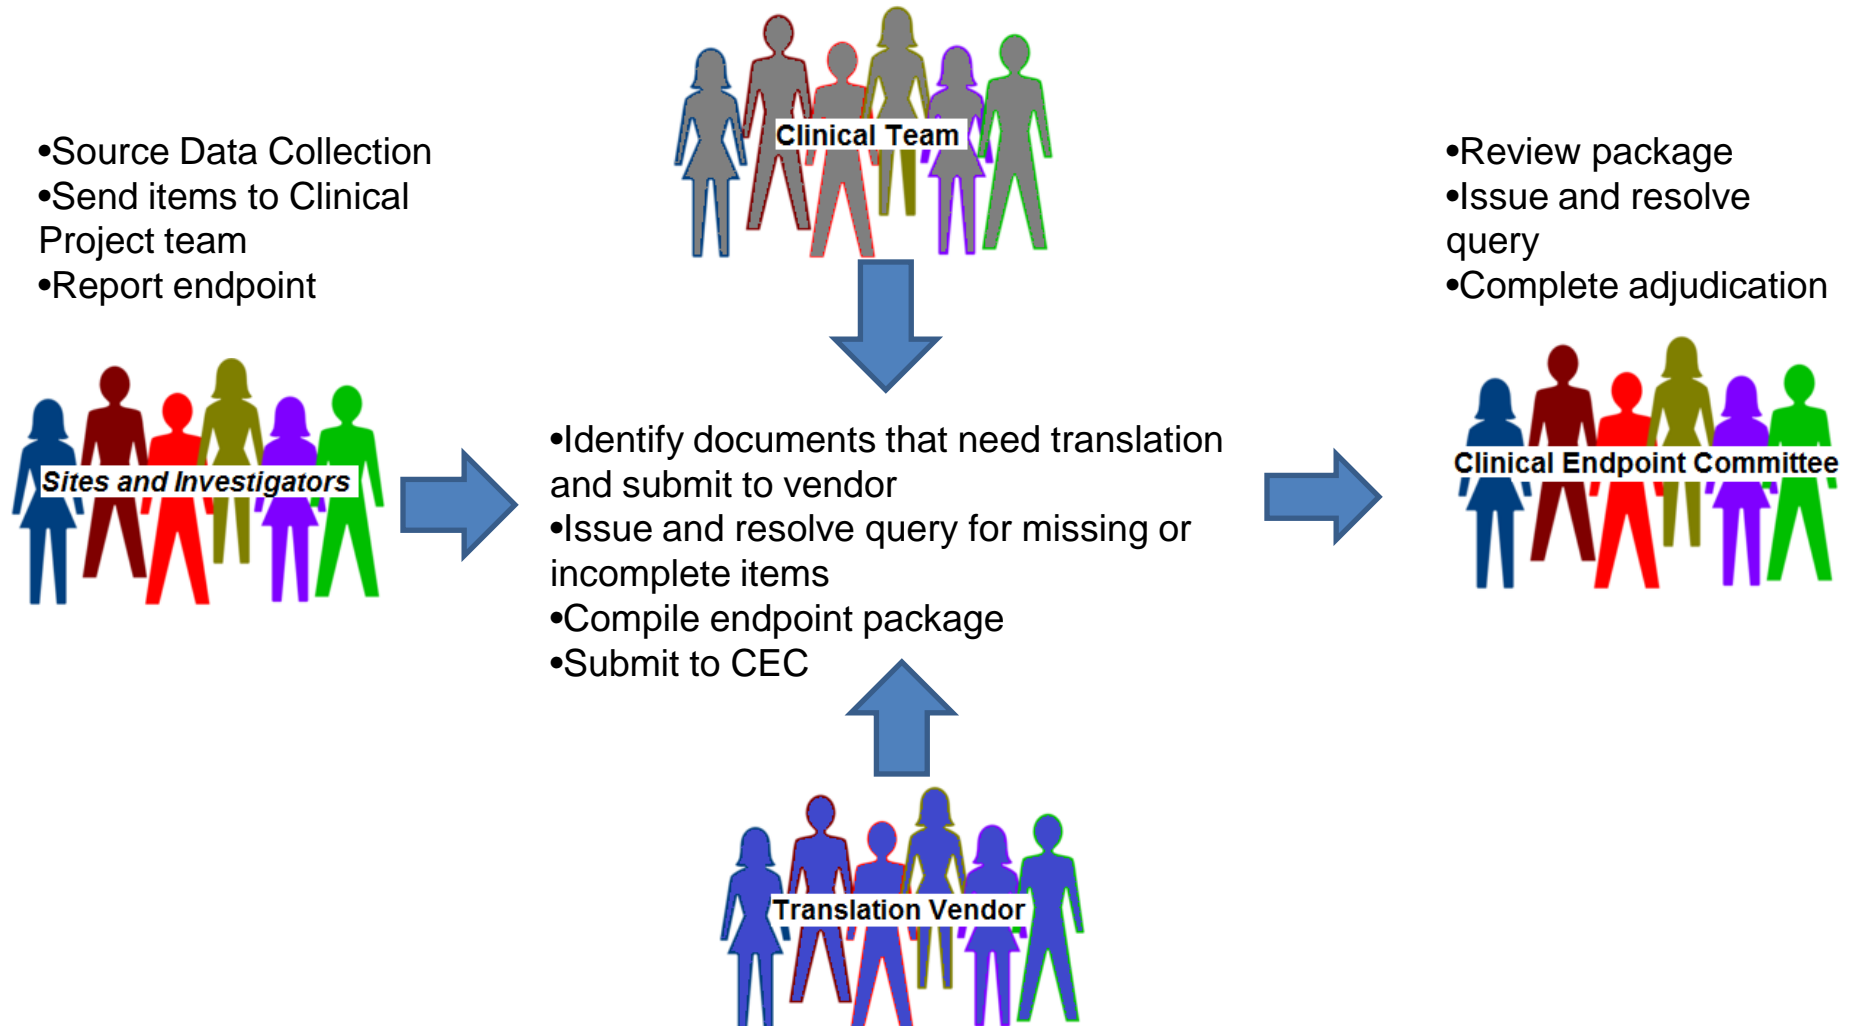 Clinical Team
•Source Data Collection
•Send items to Clinical
Project team
•Report endpoint
Sites and Investigators
•Identify documents that need translation
and submit to vendor
•Issue and resolve query for missing or
incomplete items
•Compile endpoint package
•Submit to CEC
•Review package
•Issue and resolve
query
•Complete adjudication
Clinical Endpoint Committee
Translation Vendor